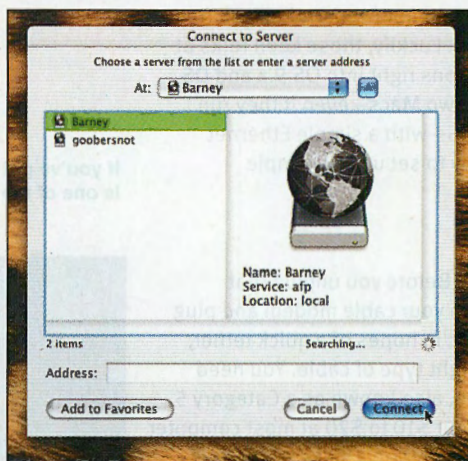 Connect to Server
Choose a server from the list or enter a server address
At: Barney
Barney
goobersnot
Name: Barney
Service: afp
Location: local
2 items
Searching...
Address:
Add to Favorites
Cancel
Connect